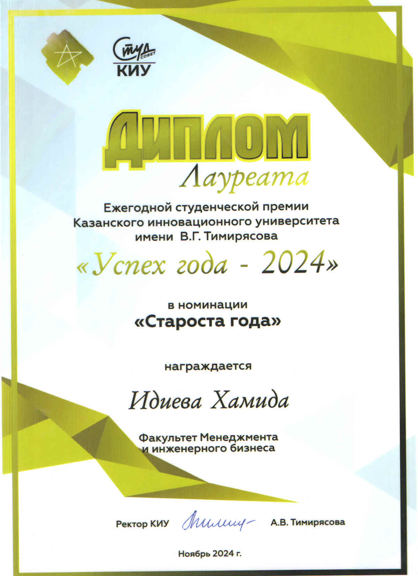 Студ
совет
КИУ
ДИПЛОМ
Лауреата
Ежегодной студенческой премии
Казанского инновационного университета
имени В.Г. Тимирясова
«Успех года - 2024»
в номинации
«Староста года»
награждается
Идиева Хамида
Факультет Менеджмента
и инженерного бизнеса
Ректор КИУ А.В. Тимирясова
Ноябрь 2024 г.